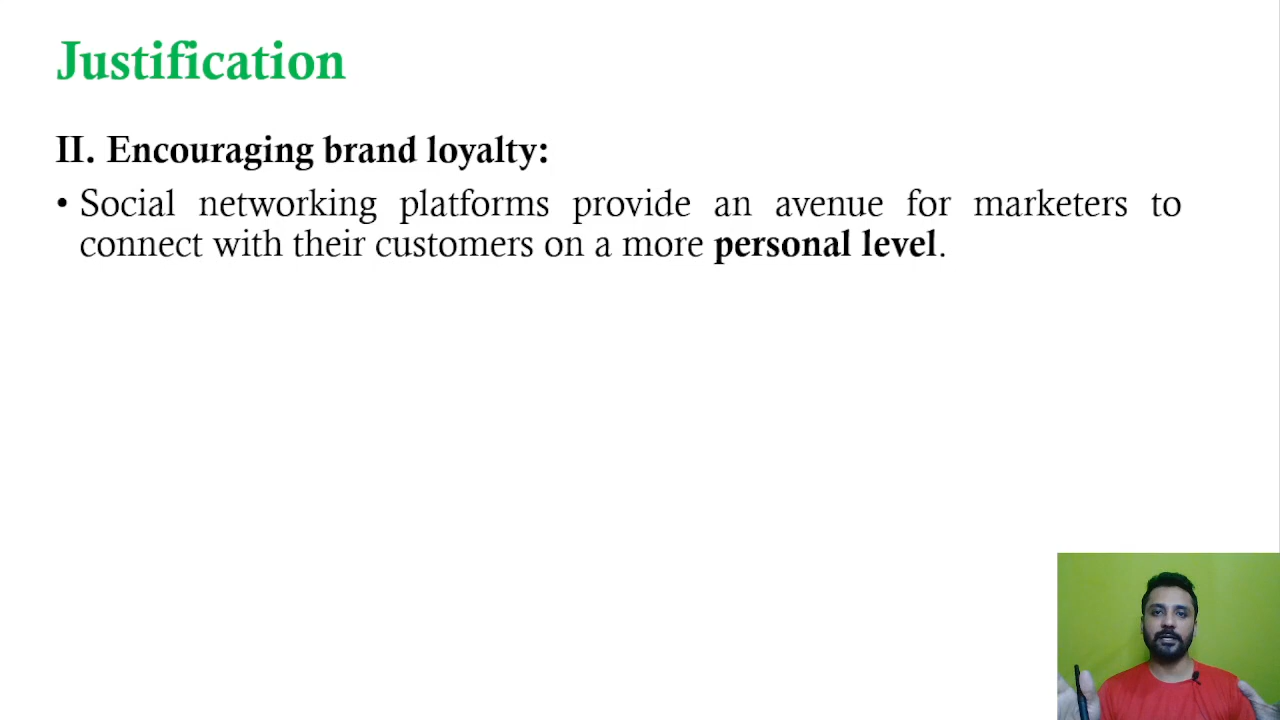 Justification
II. Encouraging brand loyalty:
• Social networking platforms provide an avenue for marketers to
connect with their customers on a more personal level.